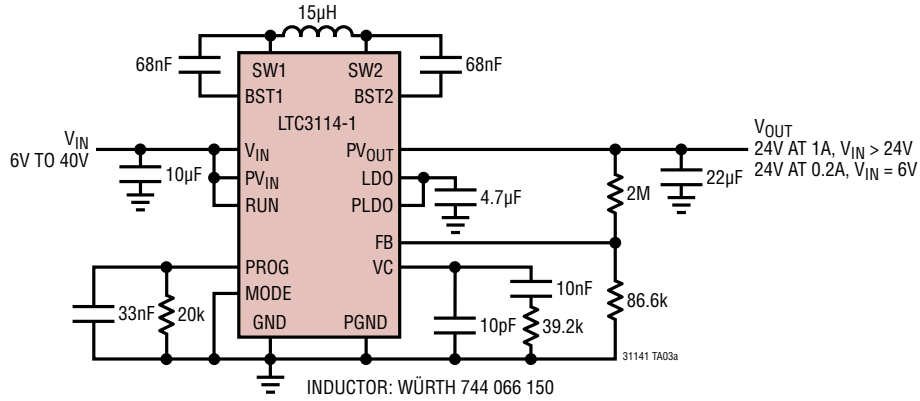 15µH
68nF
SW1
SW2
68nF
BST1
BST2
LTC3114-1
VIN
6V TO 40V
10µF
VIN
PVIN
RUN
PVOUT
LDO
PLDO
4.7µF
VOUT
24V AT 1A, VIN > 24V
24V AT 0.2A, VIN = 6V
22µF
2M
FB
PROG
VC
MODE
33nF
20k
GND
PGND
10pF
10nF
39.2k
86.6k
31141 TA03a
INDUCTOR: WÜRTH 744 066 150